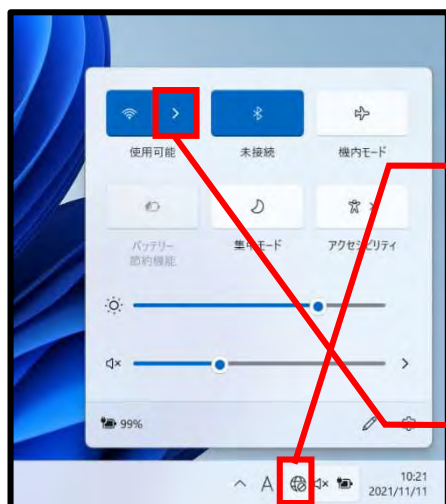 使用可能
未接続
機内モード
バッテリー
節約機能
集中モード
アクセシビリティ
99%
A
10:21
2021/11/11